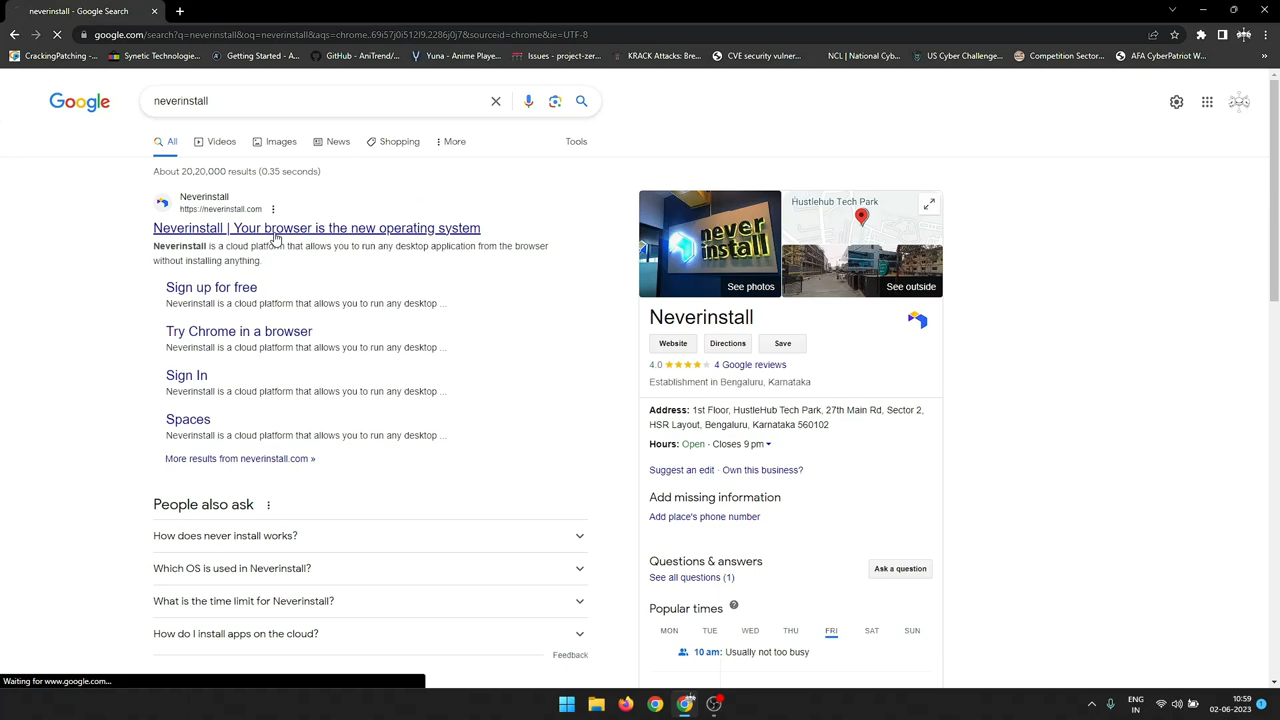 neverinstall - Google Search
google.com/search?q=neverinstall&oq=neverinstall&aqs=chrome..69i57j0i512l9.2286j0j7&sourceid=chrome&ie=UTF-8
CrackingPatching -...
Synetic Technologie...
Getting Started - A...
GitHub - AniTrend/...
Yuna - Anime Playe...
Issues - project-zer...
KRACK Attacks: Bre...
CVE security vulner...
NCL | National Cyb...
US Cyber Challenge...
Competition Sector...
AFA CyberPatriot W...
Google
neverinstall
All
Videos
Images
News
Shopping
More
Tools
About 20,20,000 results (0.35 seconds)
Neverinstall
https://neverinstall.com
Neverinstall | Your browser is the new operating system
Neverinstall is a cloud platform that allows you to run any desktop application from the browser
without installing anything.
Sign up for free
Neverinstall is a cloud platform that allows you to run any desktop ...
Try Chrome in a browser
Neverinstall is a cloud platform that allows you to run any desktop ...
Sign In
Neverinstall is a cloud platform that allows you to run any desktop ...
Spaces
Neverinstall is a cloud platform that allows you to run any desktop ...
More results from neverinstall.com »
People also ask
How does never install works?
Which OS is used in Neverinstall?
What is the time limit for Neverinstall?
How do I install apps on the cloud?
Feedback
never
install
See photos
Hustlehub Tech Park
See outside
Neverinstall
Website
Directions
Save
4.0
4 Google reviews
Establishment in Bengaluru, Karnataka
Address: 1st Floor, HustleHub Tech Park, 27th Main Rd, Sector 2,
HSR Layout, Bengaluru, Karnataka 560102
Hours: Open · Closes 9 pm
Suggest an edit · Own this business?
Add missing information
Add place's phone number
Questions & answers
See all questions (1)
Ask a question
Popular times
MON TUE WED THU FRI SAT SUN
10 am: Usually not too busy
Waiting for www.google.com...
ENG
IN
10:59
02-06-2023